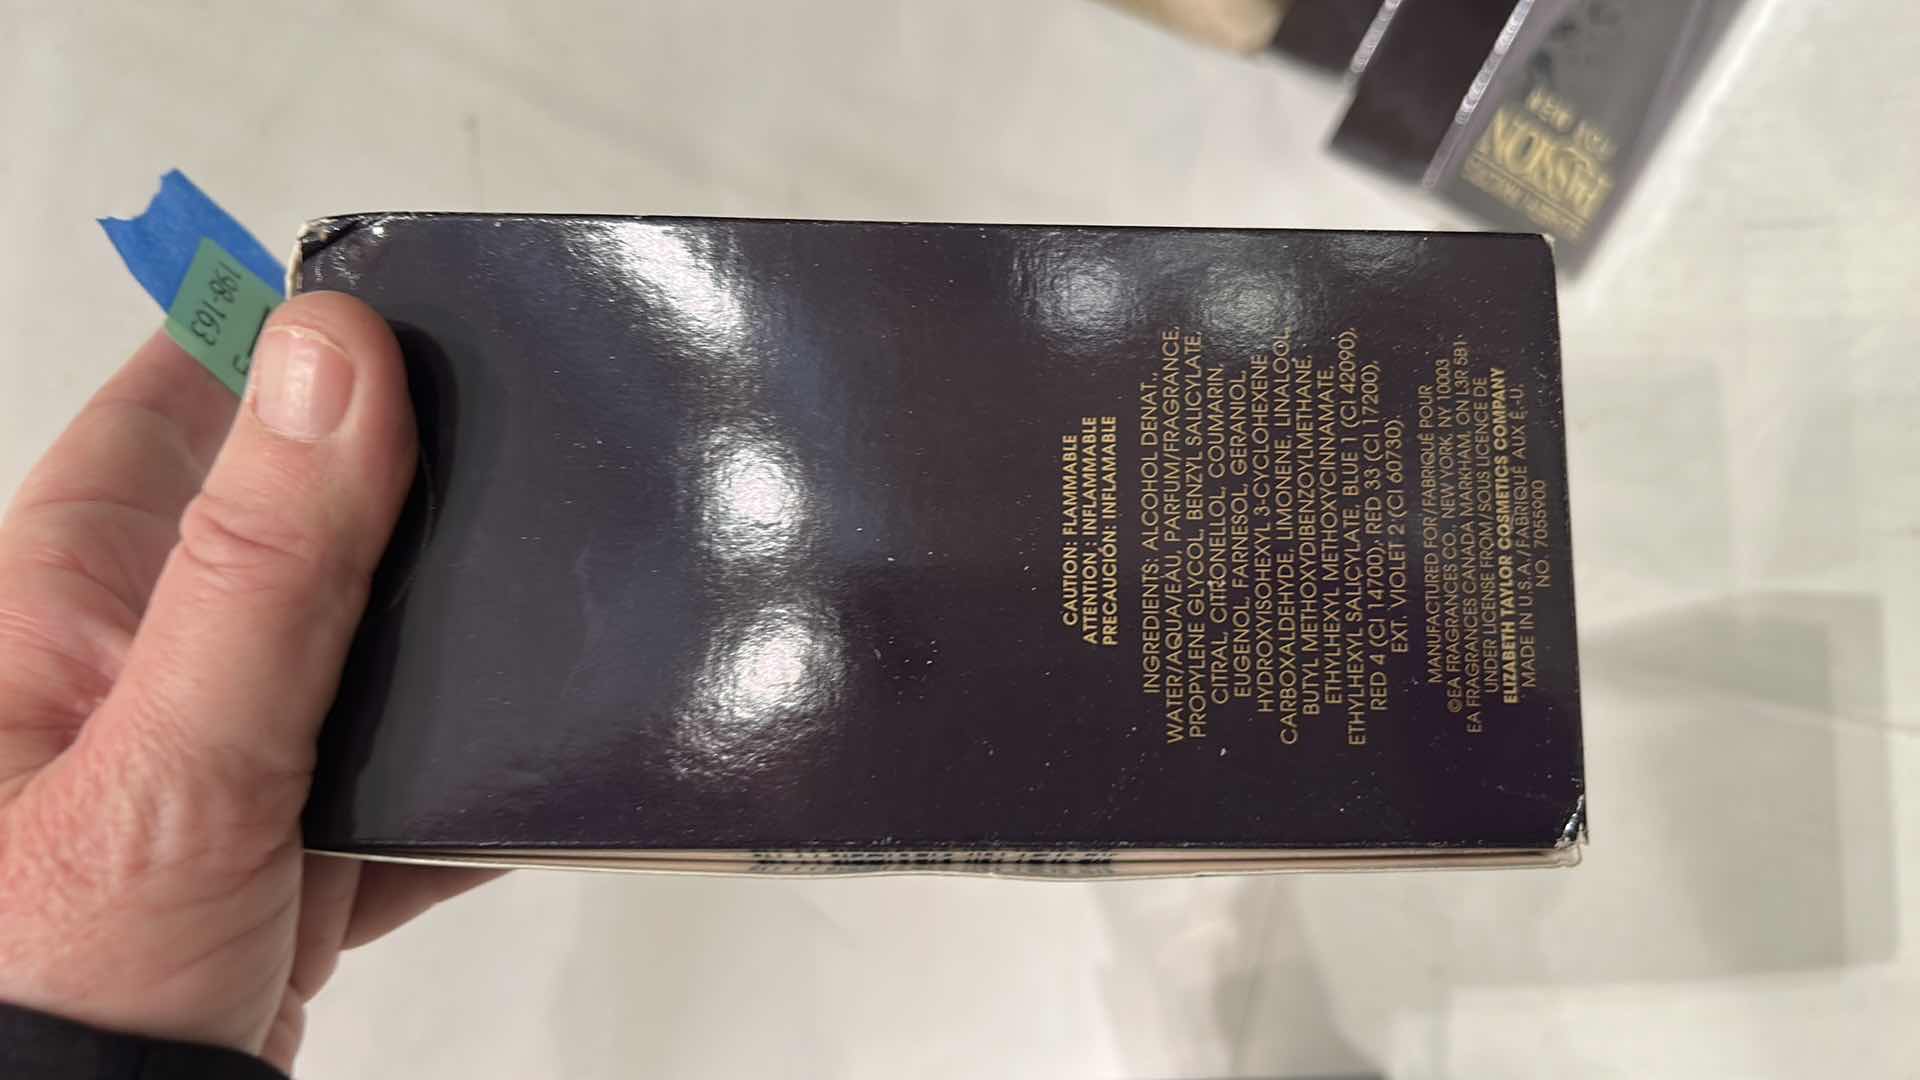 CAUTION: FLAMMABLE
ATTENTION : INFLAMMABLE
PRECAUCIÓN: INFLAMABLE
INGREDIENTS: ALCOHOL DENAT.,
WATER/AQUA/EAU, PARFUM/FRAGRANCE,
PROPYLENE GLYCOL, BENZYL SALICYLATE,
CITRAL, CITRONELLOL, COUMARIN,
EUGENOL, FARNESOL, GERANIOL,
HYDROXYISOHEXYL 3-CYCLOHEXENE
CARBOXALDEHYDE, LIMONENE, LINALOOL,
BUTYL METHOXYDIBENZOYLMETHANE,
ETHYLHEXYL METHOXYCINNAMATE,
ETHYLHEXYL SALICYLATE, BLUE 1 (CI 42090),
RED 4 (CI 14700), RED 33 (CI 17200),
EXT. VIOLET 2 (CI 60730).
MANUFACTURED FOR/FABRIQUÉ POUR
©EA FRAGRANCES CO., NEW YORK, NY 10003
EA FRAGRANCES CANADA MARKHAM, ON L3R 5B1
UNDER LICENSE FROM/SOUS LICENCE DE
ELIZABETH TAYLOR COSMETICS COMPANY
MADE IN U.S.A./FABRIQUÉ AUX É.-U.
NO. 7055900
198-163
PASSION